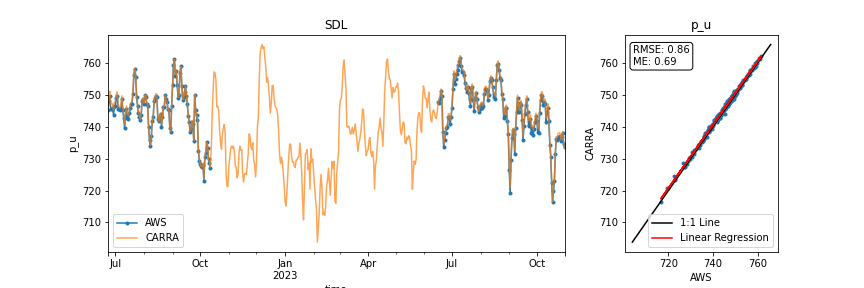 SDL
p_u
760
750
740
730
720
710
p_u
AWS
CARRA
Jul
Oct
Jan
2023
Apr
Jul
Oct
time
p_u
RMSE: 0.86
ME: 0.69
760
750
740
730
720
710
CARRA
1:1 Line
Linear Regression
720
740
760
AWS